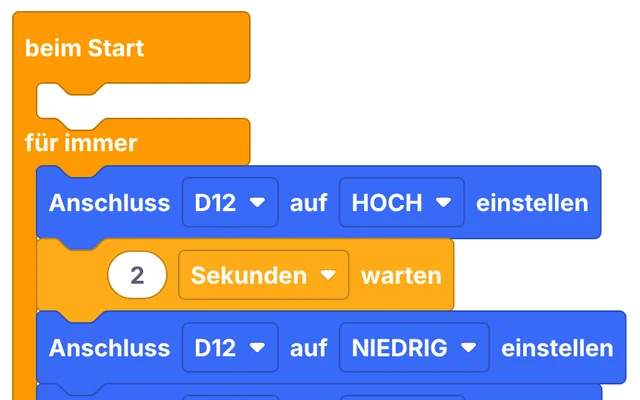 beim Start
für immer
Anschluss D12 auf HOCH einstellen
2 Sekunden warten
Anschluss D12 auf NIEDRIG einstellen